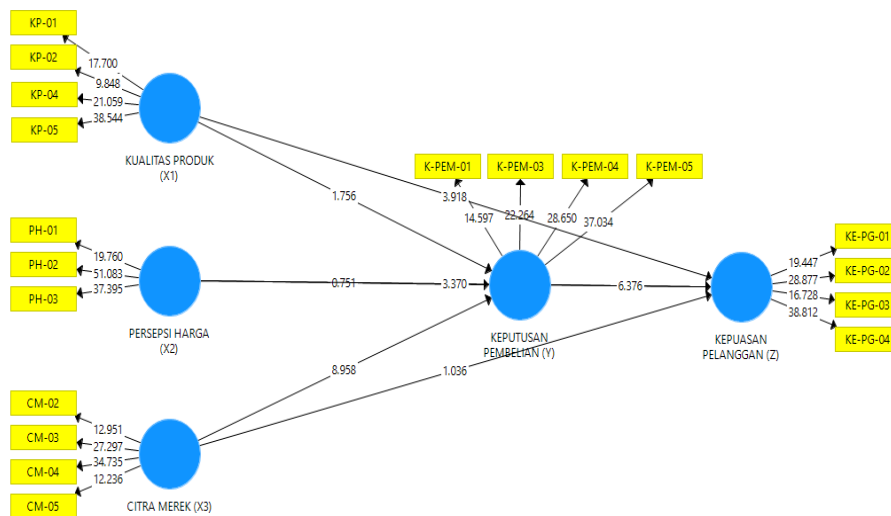 KP-01
KP-02
KP-04
KP-05
17.700
9.848
21.059
38.544
KUALITAS PRODUK
(X1)
K-PEM-01
K-PEM-03
K-PEM-04
K-PEM-05
14.597
22.264
28.650
37.034
3.918
1.756
PH-01
PH-02
PH-03
19.760
51.083
37.395
PERSEPSI HARGA
(X2)
0.751
3.370
6.376
KEPUTUSAN
PEMBELIAN (Y)
KE-PG-01
KE-PG-02
KE-PG-03
KE-PG-04
19.447
28.877
16.728
38.812
KEPUASAN
PELANGGAN (Z)
8.958
1.036
CM-02
CM-03
CM-04
CM-05
12.951
27.297
34.735
12.236
CITRA MEREK (X3)